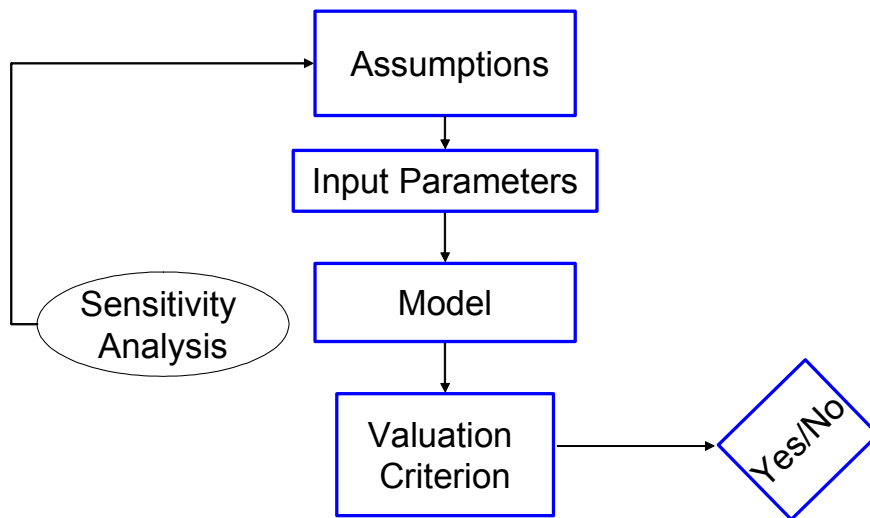 Assumptions
Input Parameters
Sensitivity
Analysis
Model
Valuation
Criterion
Yes/No